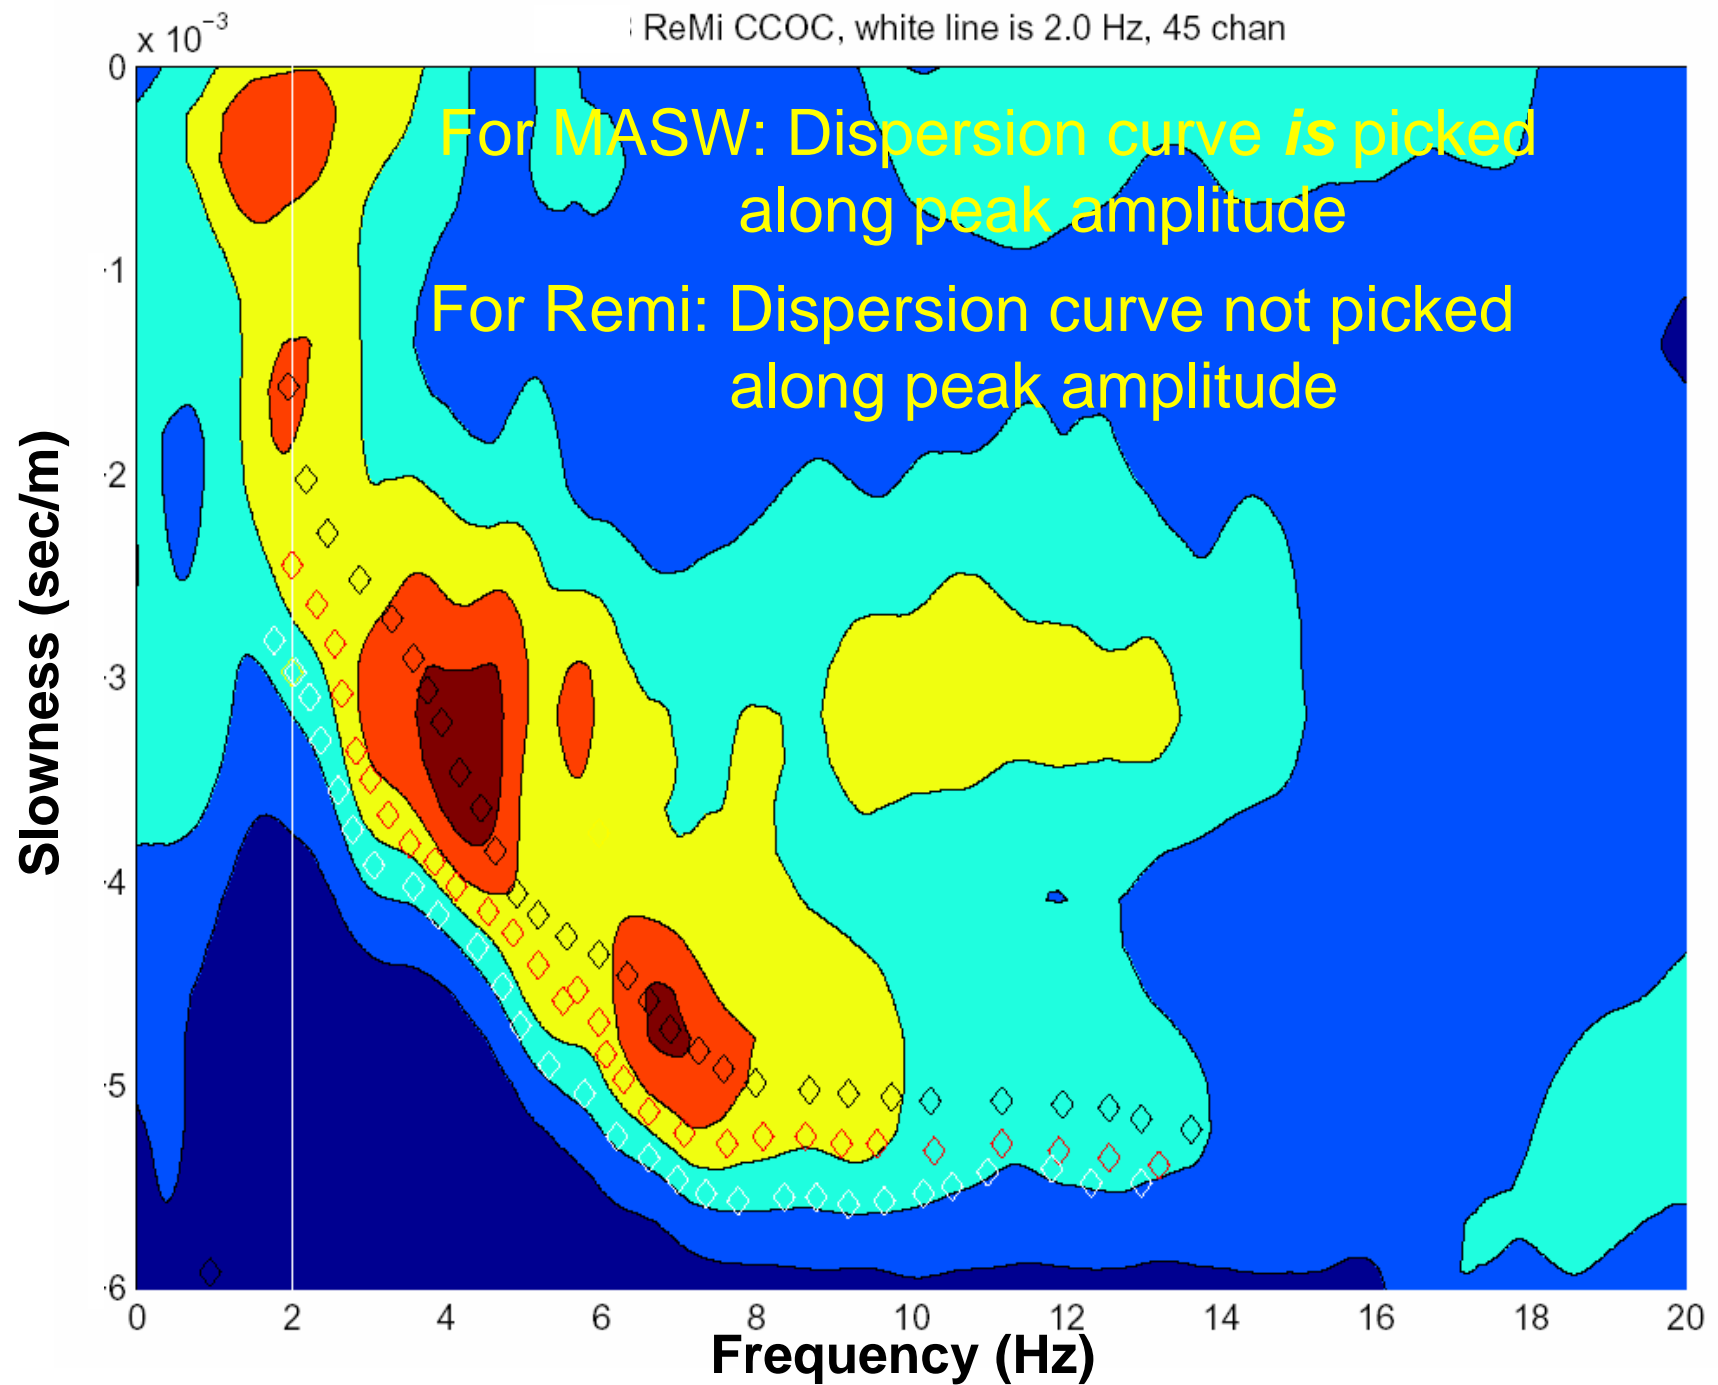 x 10⁻³
ReMi CCOC, white line is 2.0 Hz, 45 chan
0
For MASW: Dispersion curve is picked
along peak amplitude
1
For Remi: Dispersion curve not picked
along peak amplitude
2
3
4
5
6
Slowness (sec/m)
0 2 4 6 8 10 12 14 16 18 20
Frequency (Hz)